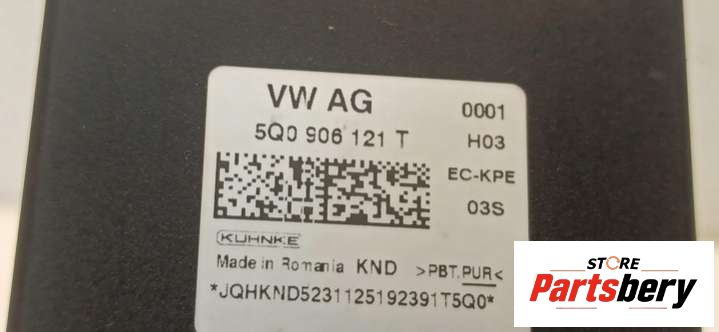 VW AG
0001
5Q0 906 121 T
H03
EC-KPE
03S
KUHNKE
Made in Romania KND >PBT,PUR<
*JQHKND5231125192391T5Q0*
STORE
Partsbery